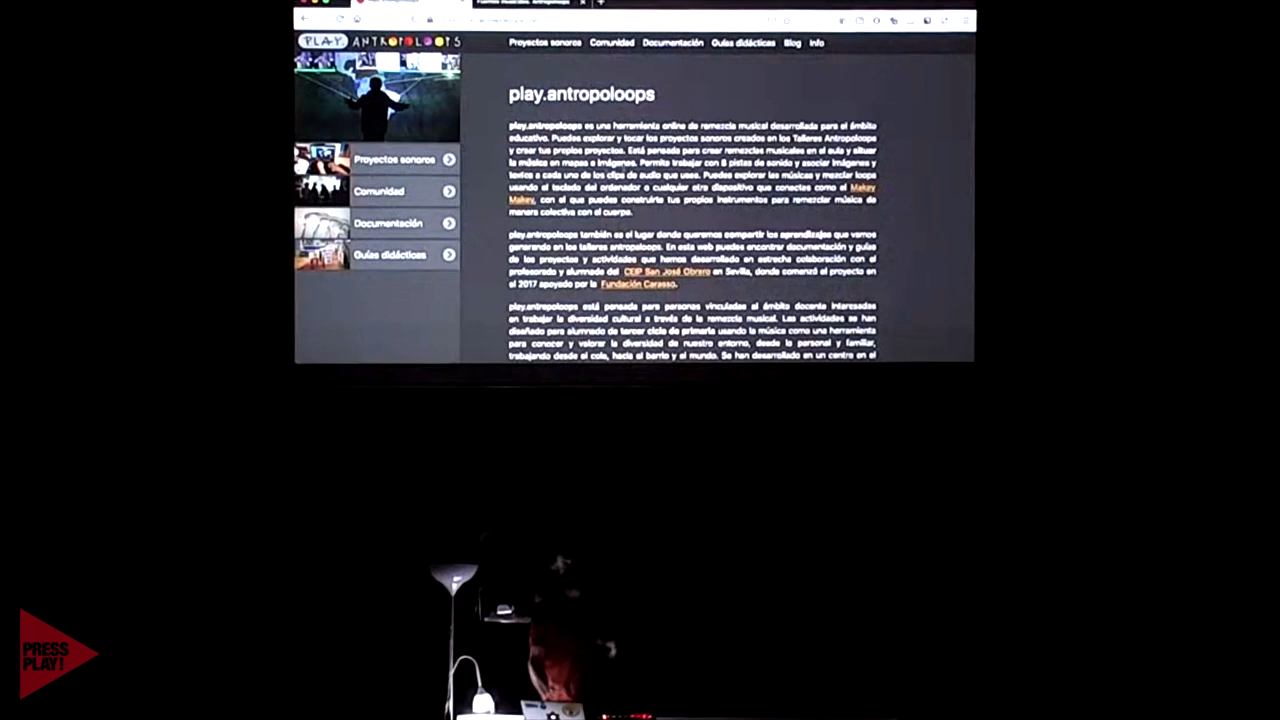 PLAY. ANTROPOLOOPS
Proyectos sonoros Comunidad Documentación Guías didácticas Blog Info
play.antropoloops
play.antropoloops es una herramienta online de remezcla musical desarrollada para el ámbito
educativo. Puedes explorar y tocar los proyectos sonoros creados en los Talleres Antropoloops
y crear tus propios proyectos. Está pensada para crear remezclas musicales en el aula y situar
la música en mapas o imágenes. Permite trabajar con 8 pistas de sonido y asociar imágenes y
textos a cada uno de los clips de audio que uses. Puedes explorar las músicas y mezclar loops
usando el teclado del ordenador o cualquier otro dispositivo que conectes como el Makey
Makey, con el que puedes construirte tus propios instrumentos para remezclar música de
manera colectiva con el cuerpo.
play.antropoloops también es el lugar donde queremos compartir los aprendizajes que vamos
generando en los talleres antropoloops. En esta web puedes encontrar documentación y guías
de los proyectos y actividades que hemos desarrollado en estrecha colaboración con el
profesorado y alumnado del CEIP San José Obrero en Sevilla, donde comenzó el proyecto en
el 2017 apoyado por la Fundación Carasso.
play.antropoloops está pensada para personas vinculadas al ámbito docente interesadas
en trabajar la diversidad cultural a través de la remezcla musical. Las actividades se han
diseñado para alumnado de tercer ciclo de primaria usando la música como una herramienta
para conocer y valorar la diversidad de nuestro entorno, desde lo personal y familiar,
trabajando desde el cole, hacia el barrio y el mundo. Se han desarrollado en un centro en el
Proyectos sonoros
Comunidad
Documentación
Guías didácticas
PRESS
PLAY!